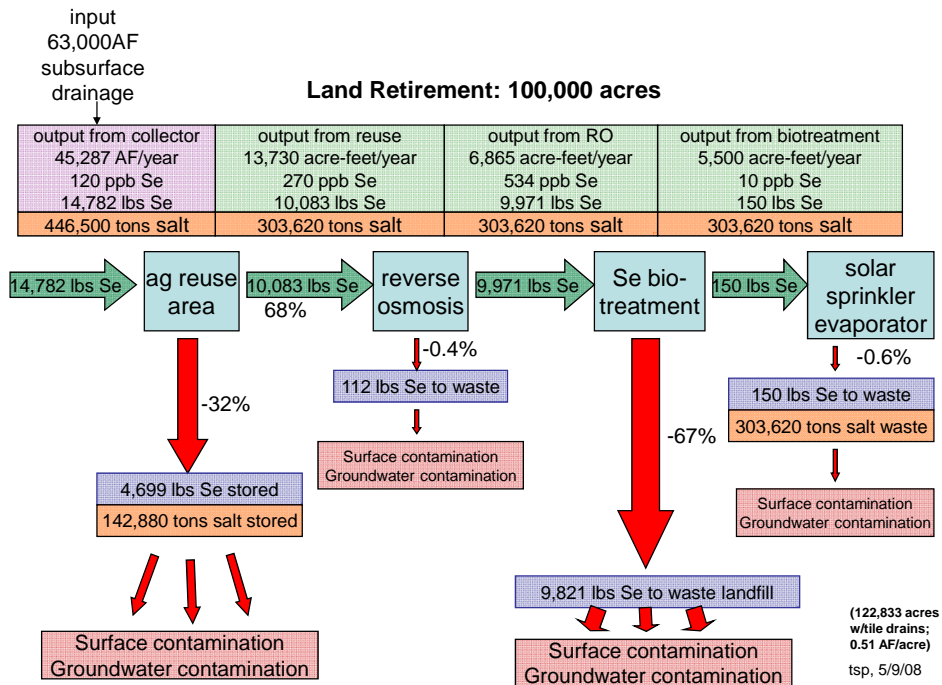 input
63,000AF
subsurface
drainage
Land Retirement: 100,000 acres
output from collector
45,287 AF/year
120 ppb Se
14,782 lbs Se
446,500 tons salt
output from reuse
13,730 acre-feet/year
270 ppb Se
10,083 lbs Se
303,620 tons salt
output from RO
6,865 acre-feet/year
534 ppb Se
9,971 lbs Se
303,620 tons salt
output from biotreatment
5,500 acre-feet/year
10 ppb Se
150 lbs Se
303,620 tons salt
14,782 lbs Se
ag reuse
area
10,083 lbs Se
68%
reverse
osmosis
9,971 lbs Se
Se bio-
treatment
150 lbs Se
solar
sprinkler
evaporator
-32%
4,699 lbs Se stored
142,880 tons salt stored
Surface contamination
Groundwater contamination
-0.4%
112 lbs Se to waste
Surface contamination
Groundwater contamination
-67%
9,821 lbs Se to waste landfill
Surface contamination
Groundwater contamination
-0.6%
150 lbs Se to waste
303,620 tons salt waste
Surface contamination
Groundwater contamination
(122,833 acres
w/tile drains;
0.51 AF/acre)
tsp, 5/9/08